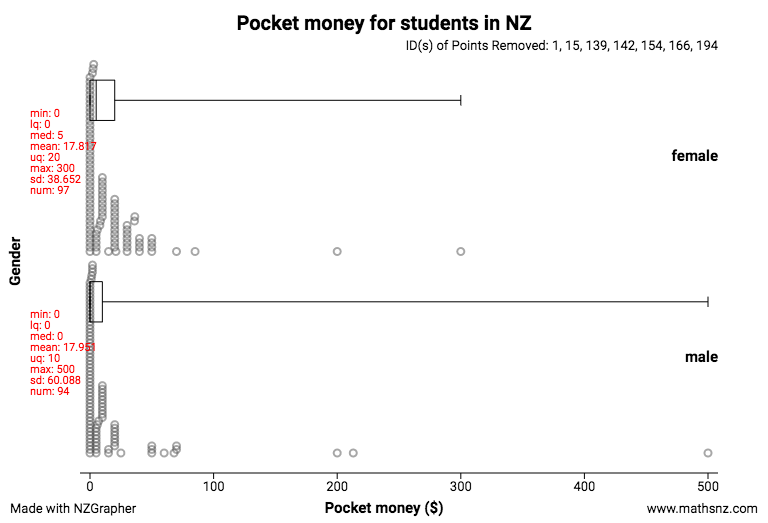 Pocket money for students in NZ
ID(s) of Points Removed: 1, 15, 139, 142, 154, 166, 194
min: 0
lq: 0
med: 5
mean: 17.817
uq: 20
max: 300
sd: 38.652
num: 97
female
Gender
min: 0
lq: 0
med: 0
mean: 17.951
uq: 10
max: 500
sd: 60.088
num: 94
male
0 100 200 300 400 500
Made with NZGrapher Pocket money ($) www.mathsnz.com